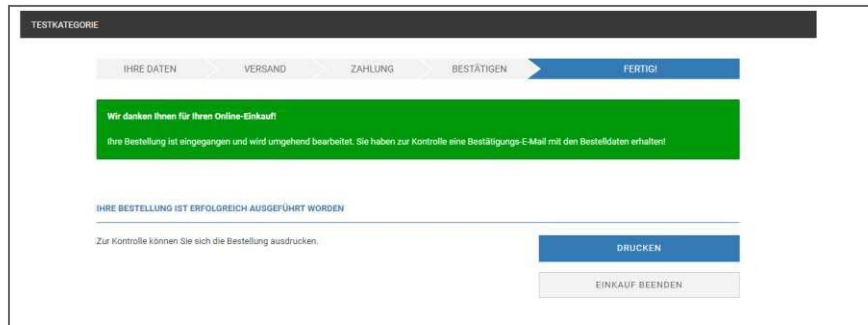 TESTKATEGORIE
IHRE DATEN VERSAND ZAHLUNG BESTÄTIGEN FERTIG!
Wir danken Ihnen für Ihren Online-Einkauf!
Ihre Bestellung ist eingegangen und wird umgehend bearbeitet. Sie haben zur Kontrolle eine Bestätigungs-E-Mail mit den Bestelldaten erhalten!
IHRE BESTELLUNG IST ERFOLGREICH AUSGEFÜHRT WORDEN
Zur Kontrolle können Sie sich die Bestellung ausdrucken.
DRUCKEN
EINKAUF BEENDEN